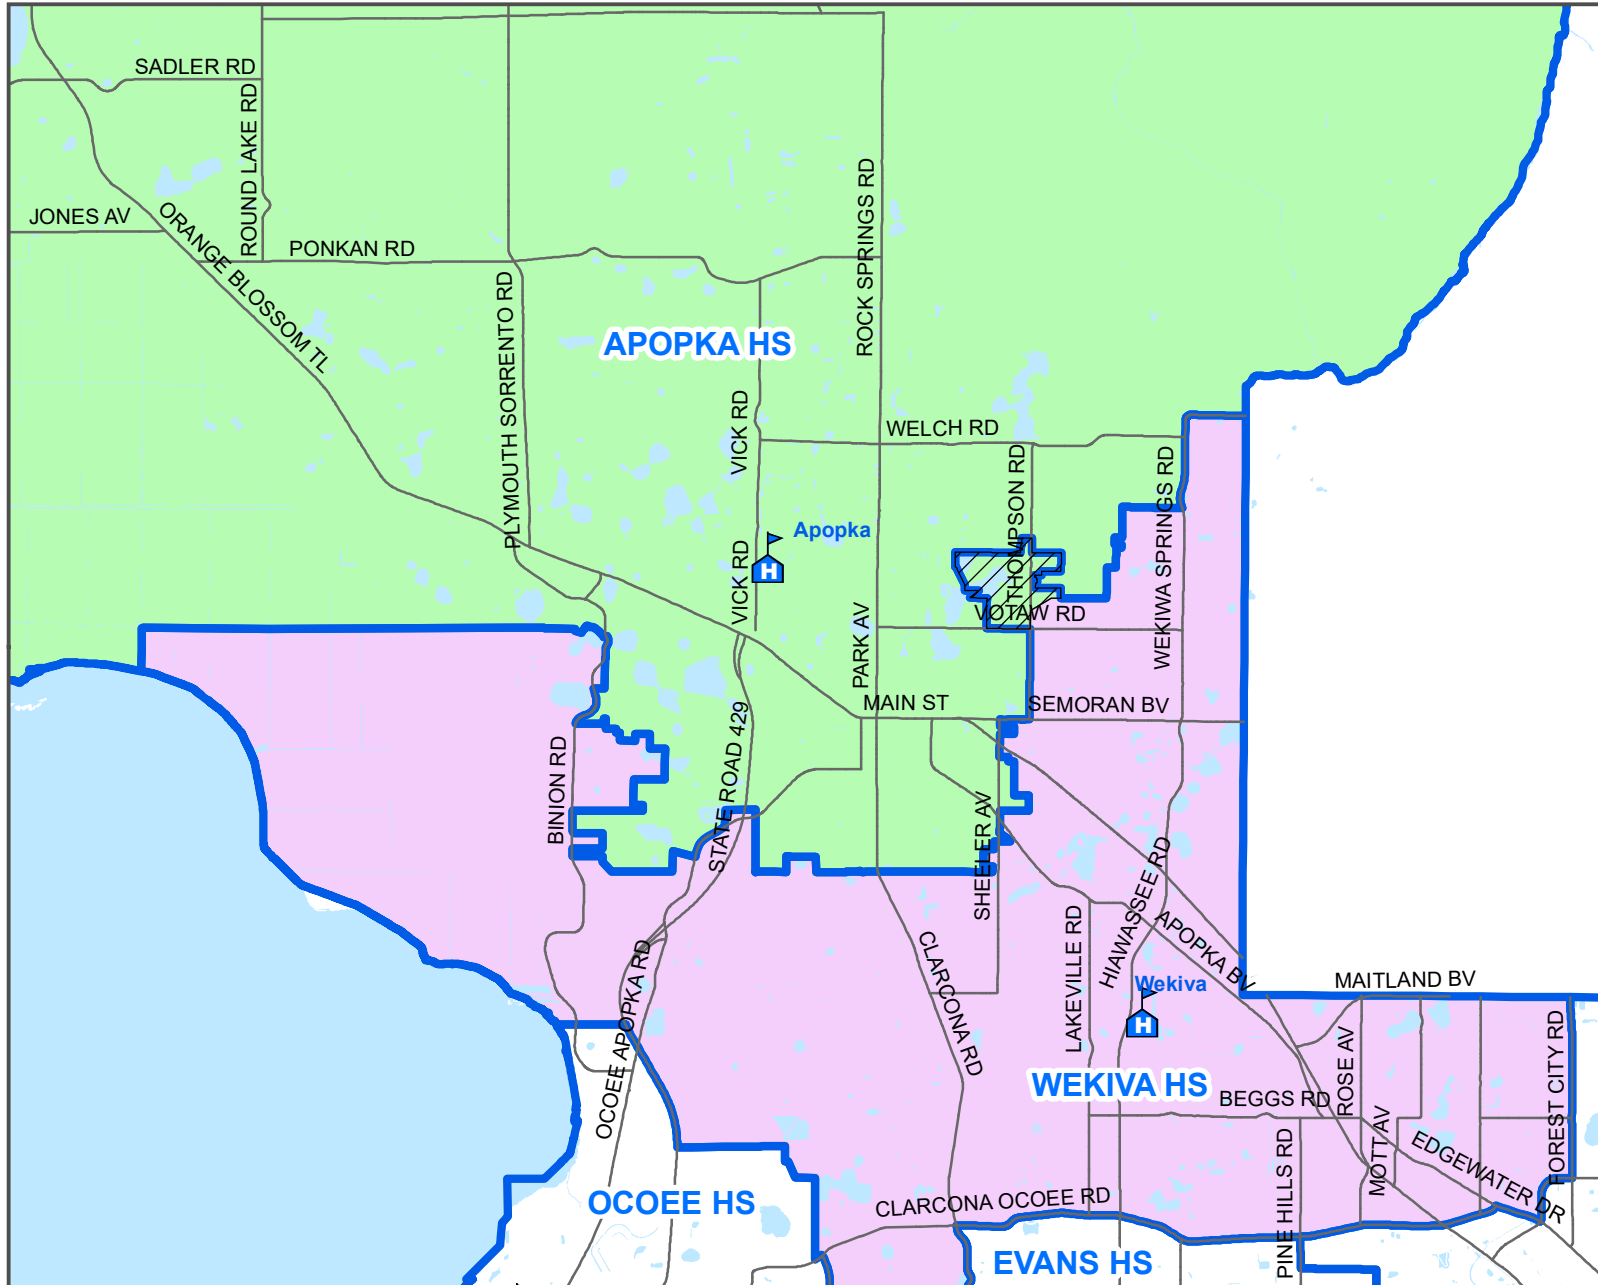 SADLER RD
ROUND LAKE RD
JONES AV
ORANGE BLOSSOM TL
PONKAN RD
ROCK SPRINGS RD
PLYMOUTH SORRENTO RD
APOPKA HS
VICK RD
WELCH RD
THOMPSON RD
WEKIWA SPRINGS RD
Apopka
H
VICK RD
VOTAW RD
PARK AV
MAIN ST
SEMORAN BV
STATE ROAD 429
BINION RD
SHEELER AV
HIAWASSEE RD
LAKEVILLE RD
APOPKA BV
CLARCONA RD
OCOEE APOPKA RD
Wekiva
H
MAITLAND BV
ROSE AV
FOREST CITY RD
WEKIVA HS
BEGGS RD
MOTT AV
EDGEWATER DR
PINE HILLS RD
OCOEE HS
CLARCONA OCOEE RD
EVANS HS